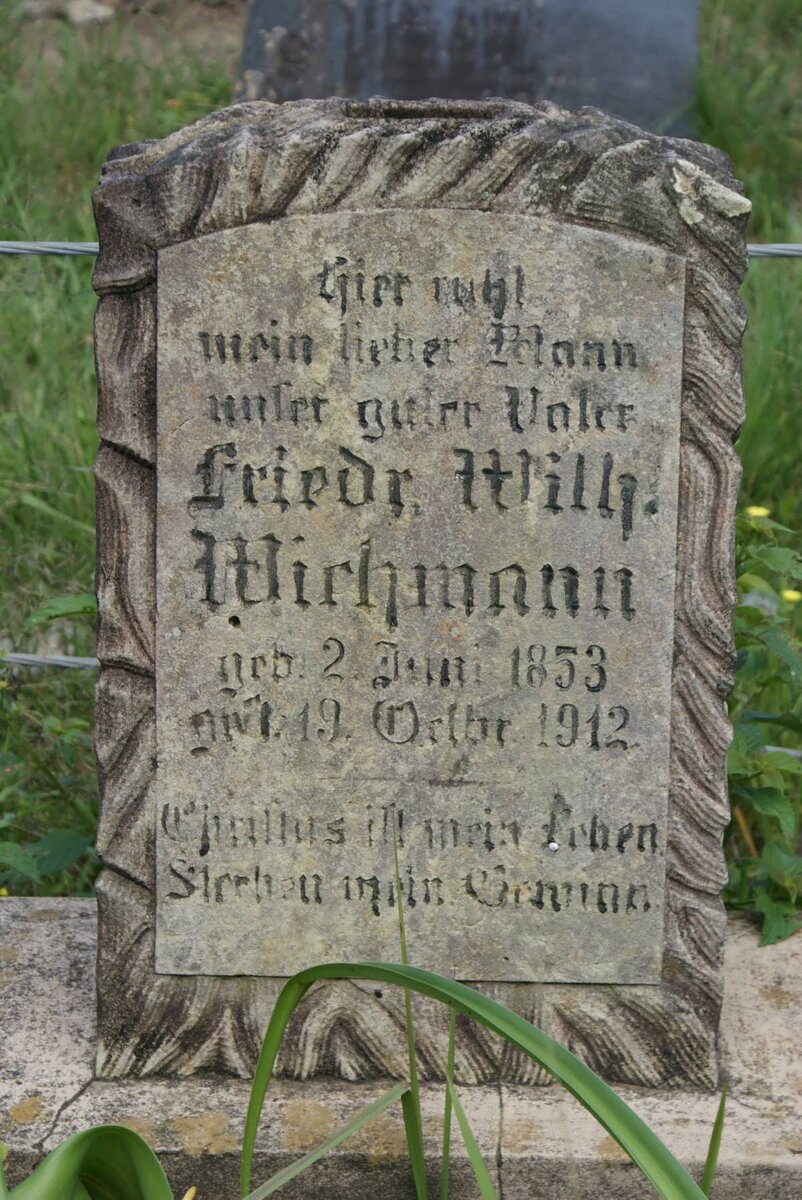 Hier ruht
mein lieber Mann
unser guter Vater
Friedr. Wilh.
Wichmann
geb. 2. Juni 1853
gest. 19. Octbr. 1912.
Christus ist mein Leben
Sterben mein Gewinn.